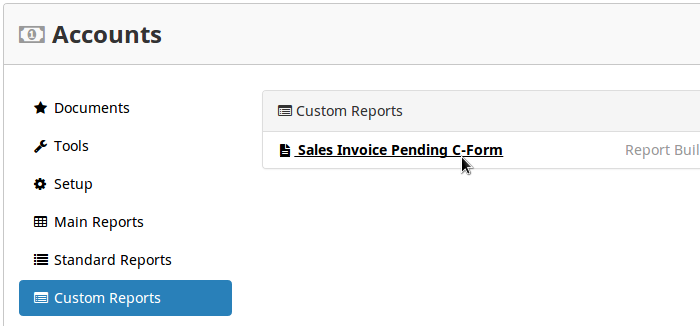 Accounts
Documents
Tools
Setup
Main Reports
Standard Reports
Custom Reports
Custom Reports
Sales Invoice Pending C-Form
Report Buil